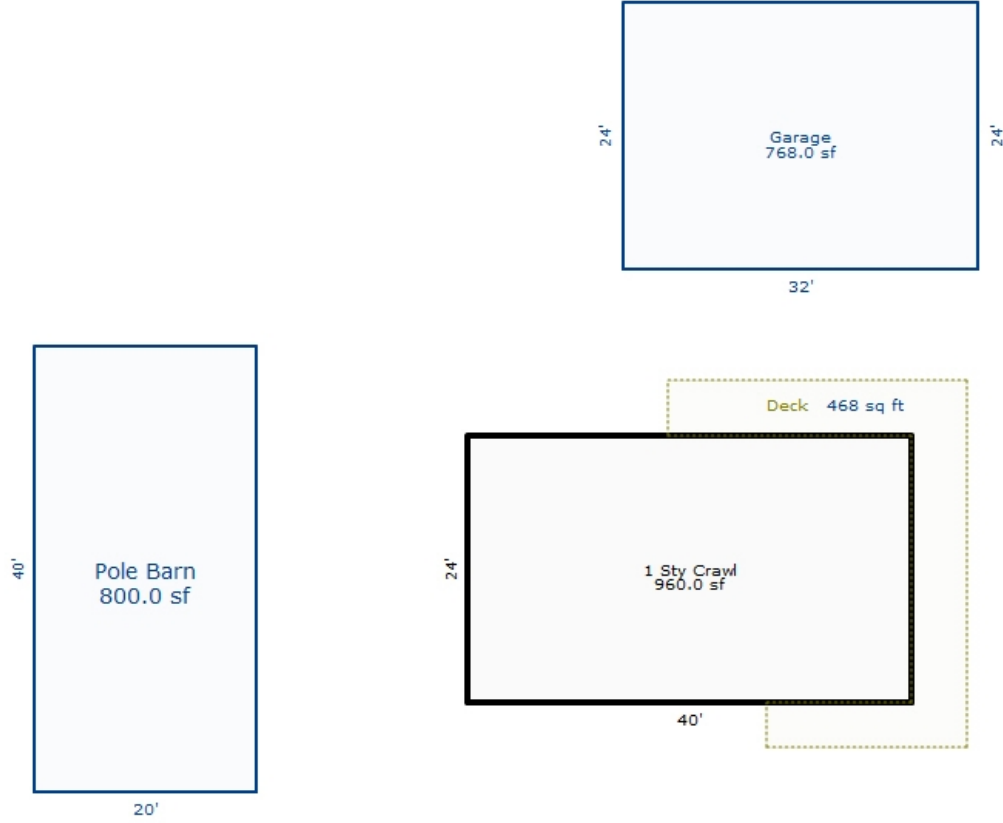 24'
Garage
768.0 sf
24'
32'
Deck 468 sq ft
40'
Pole Barn
800.0 sf
20'
24'
1 Sty Crawl
960.0 sf
40'